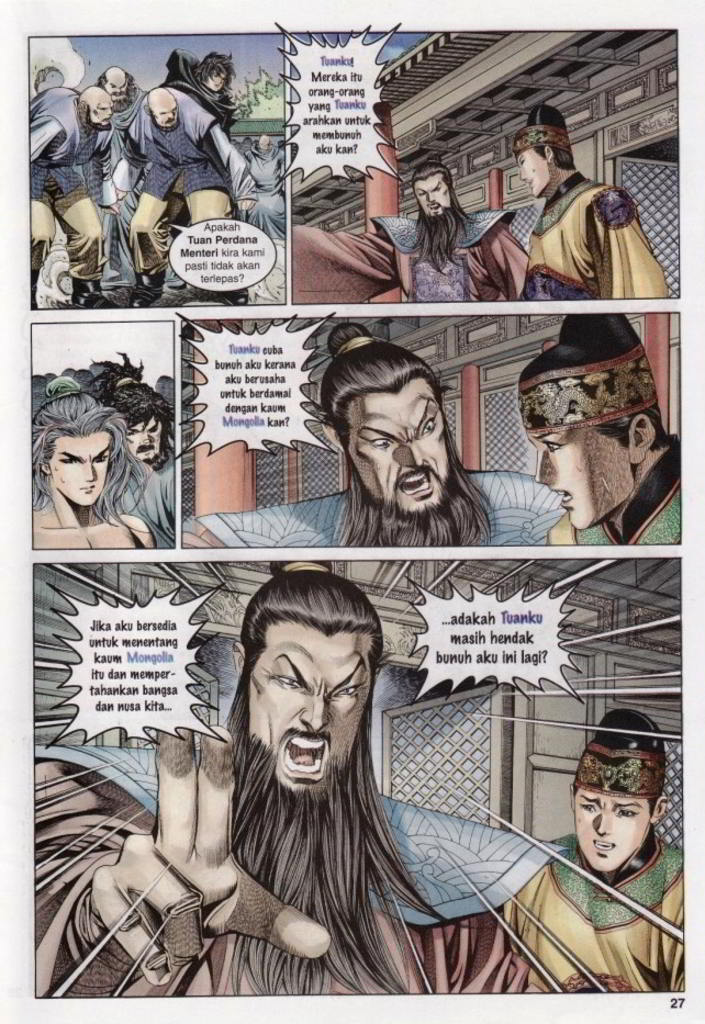 Apakah
Tuan Perdana
Menteri kira kami
pasti tidak akan
terlepas?
Tuanku!
Mereka itu
orang-orang
yang Tuanku
arahkan untuk
membunuh
aku kan?
Tuanku cuba
bunuh aku kerana
aku berusaha
untuk berdamai
dengan kaum
Mongolia kan?
Jika aku bersedia
untuk menentang
kaum Mongolia
itu dan memper-
tahankan bangsa
dan nusa kita...
...adakah Tuanku
masih hendak
bunuh aku ini lagi?
27